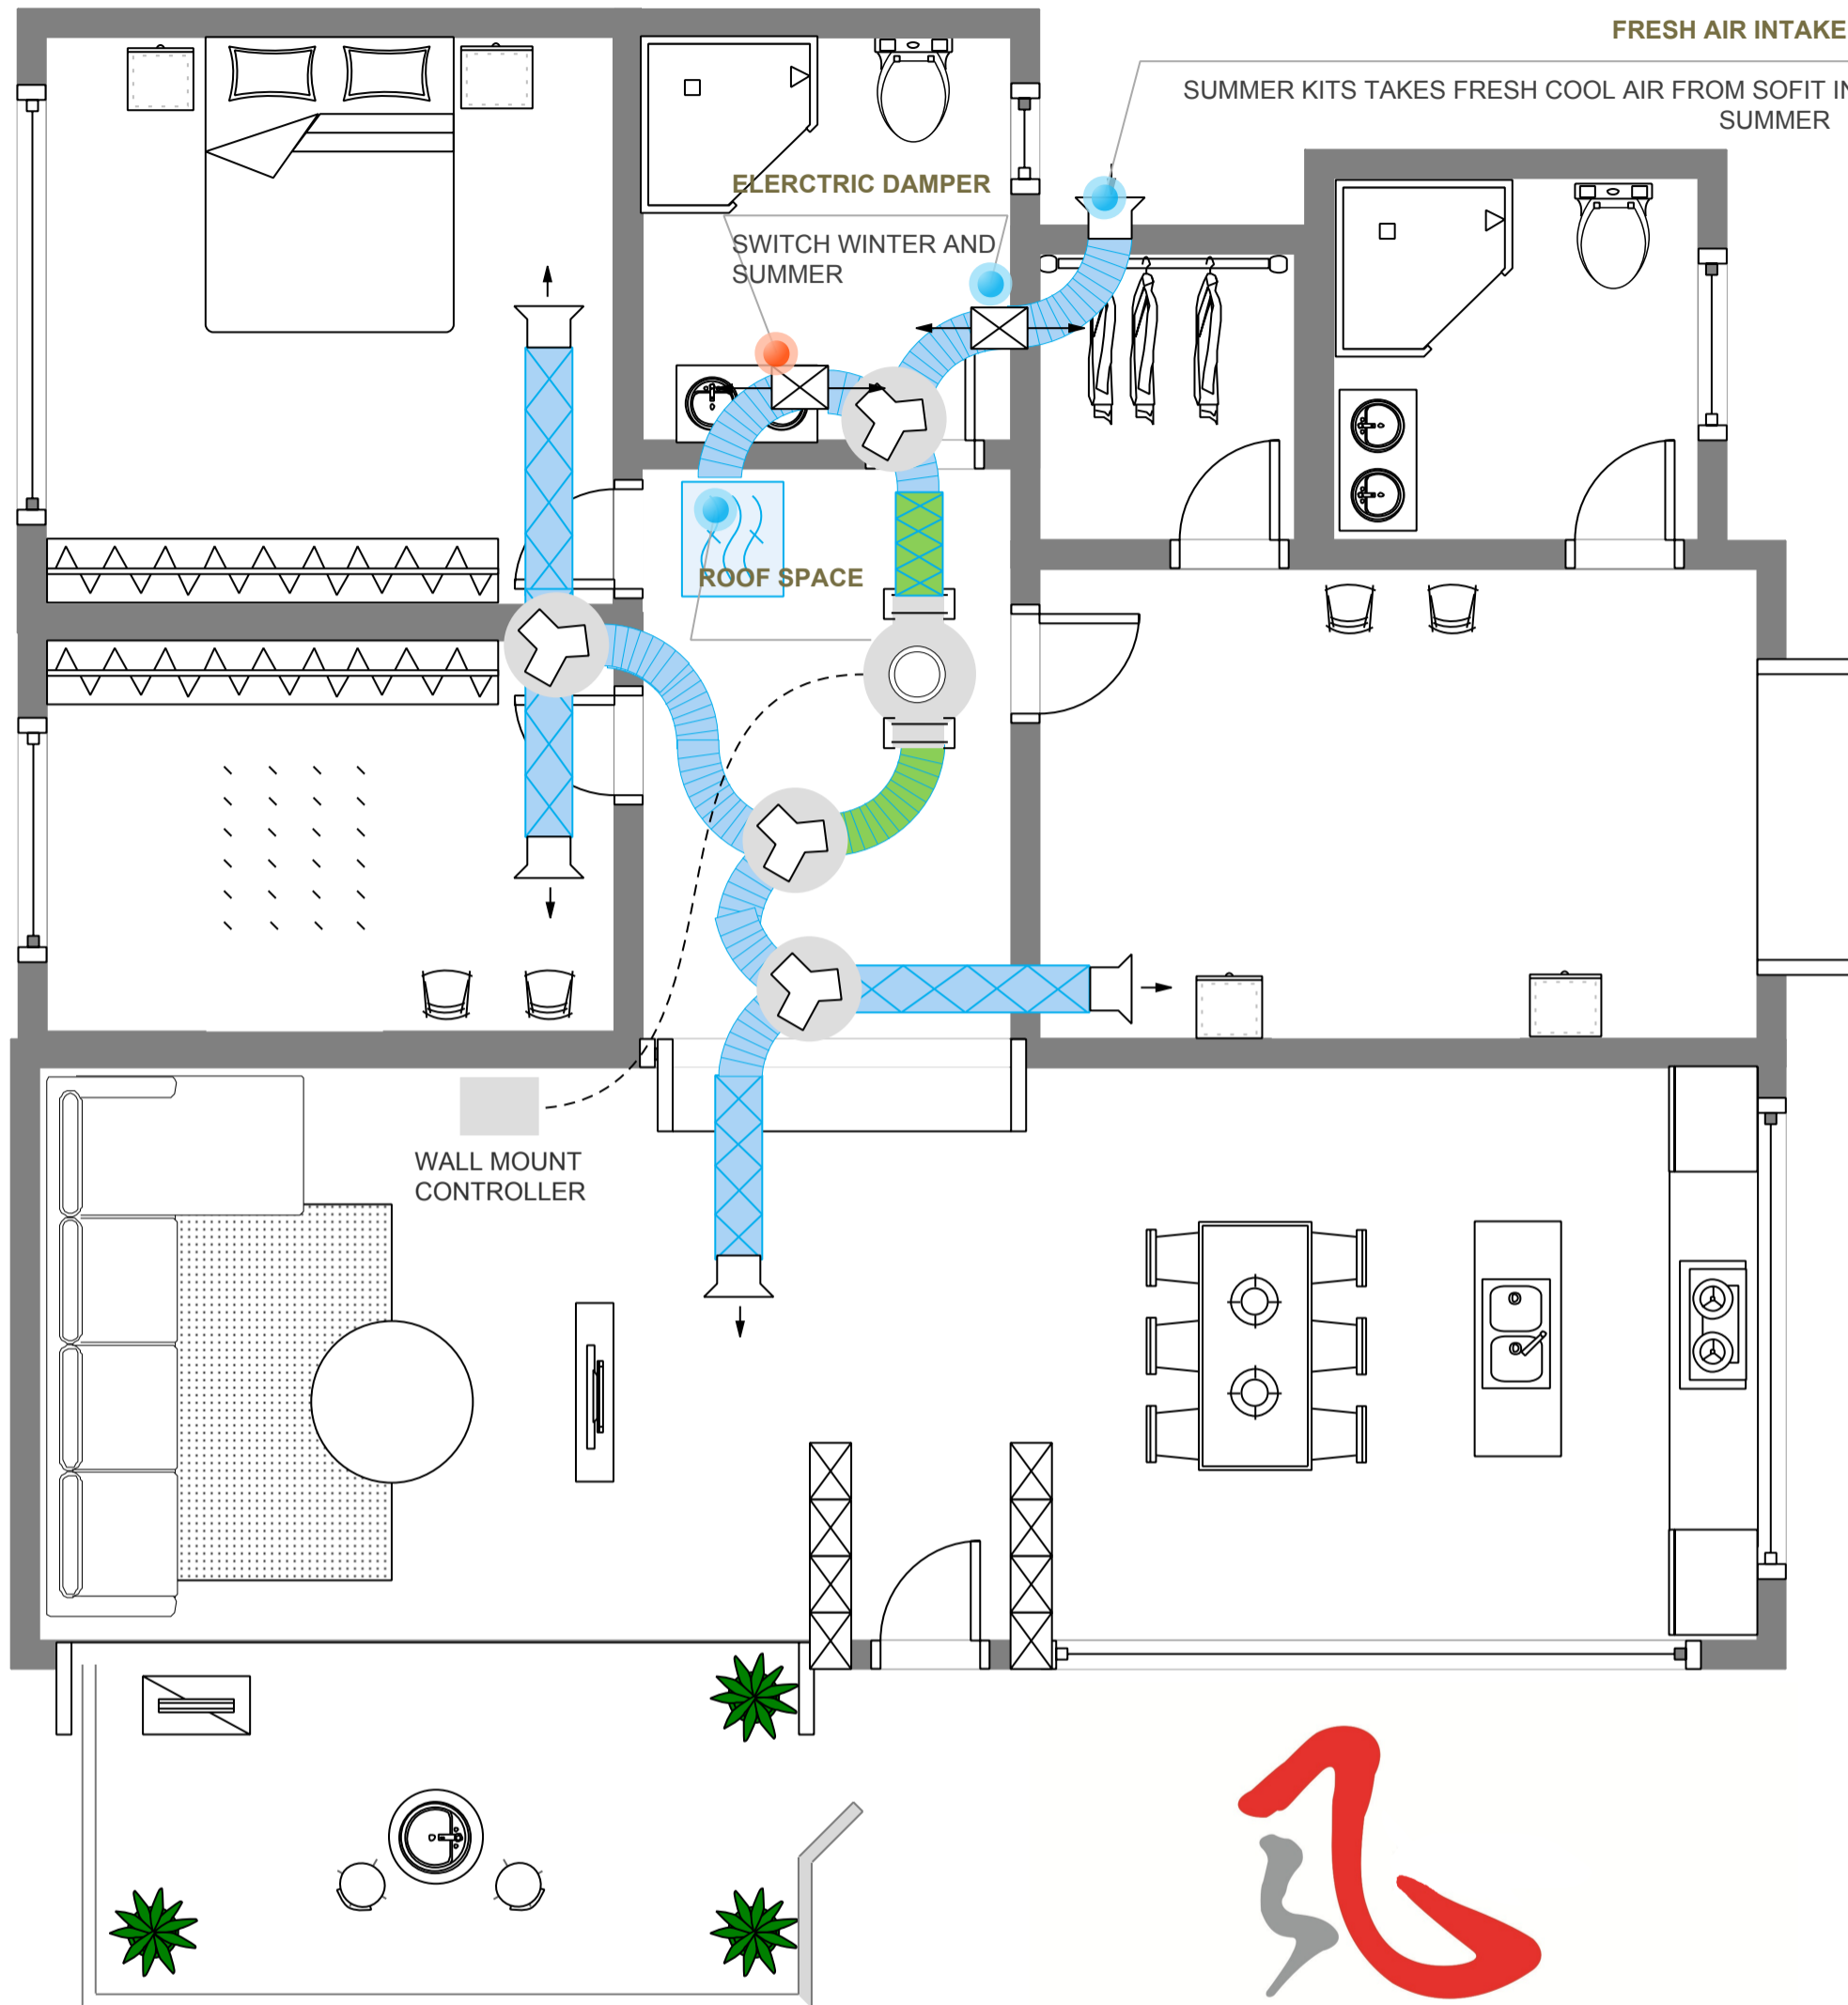 FRESH AIR INTAKE
SUMMER KITS TAKES FRESH COOL AIR FROM SOFIT IN
SUMMER
ELERCTRIC DAMPER
SWITCH WINTER AND
SUMMER
ROOF SPACE
WALL MOUNT
CONTROLLER